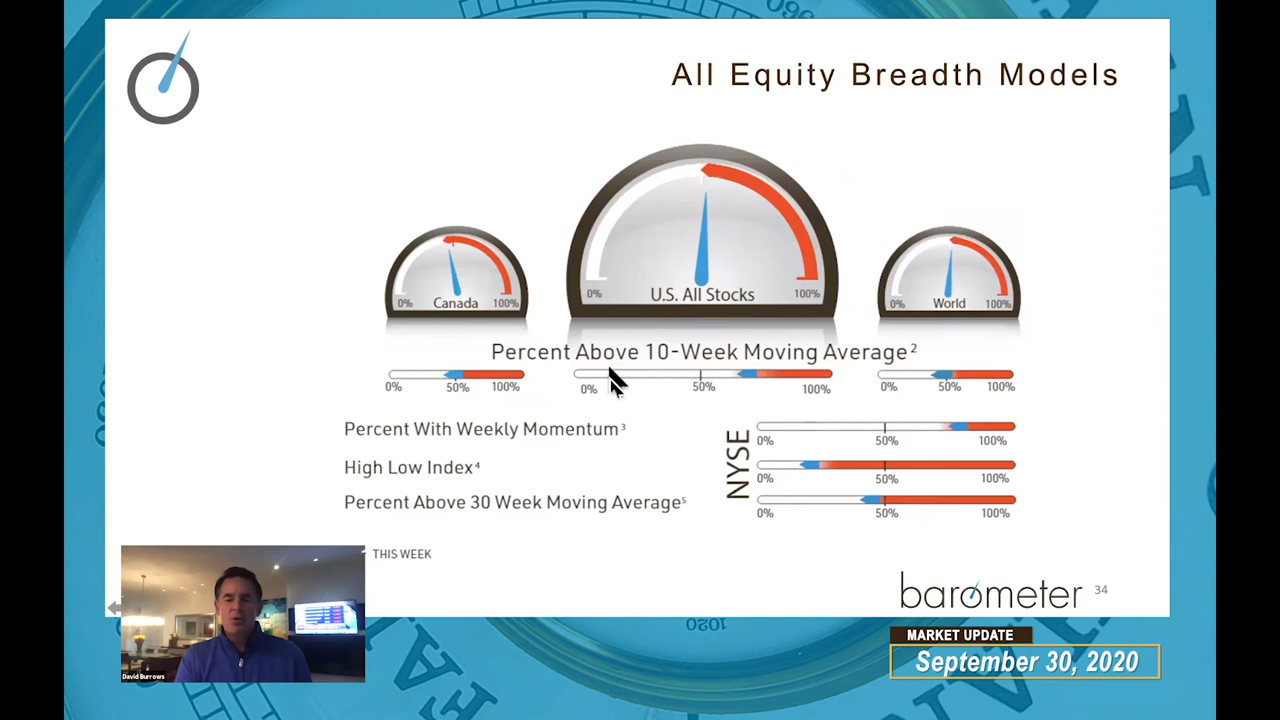 All Equity Breadth Models
0% Canada 100%
0% U.S. All Stocks 100%
0% World 100%
Percent Above 10-Week Moving Average2
0% 50% 100%
0% 50% 100%
0% 50% 100%
Percent With Weekly Momentum3
High Low Index4
Percent Above 30 Week Moving Average5
NYSE
0% 50% 100%
0% 50% 100%
0% 50% 100%
THIS WEEK
barometer 34
David Burrows
MARKET UPDATE
September 30, 2020
1020
960